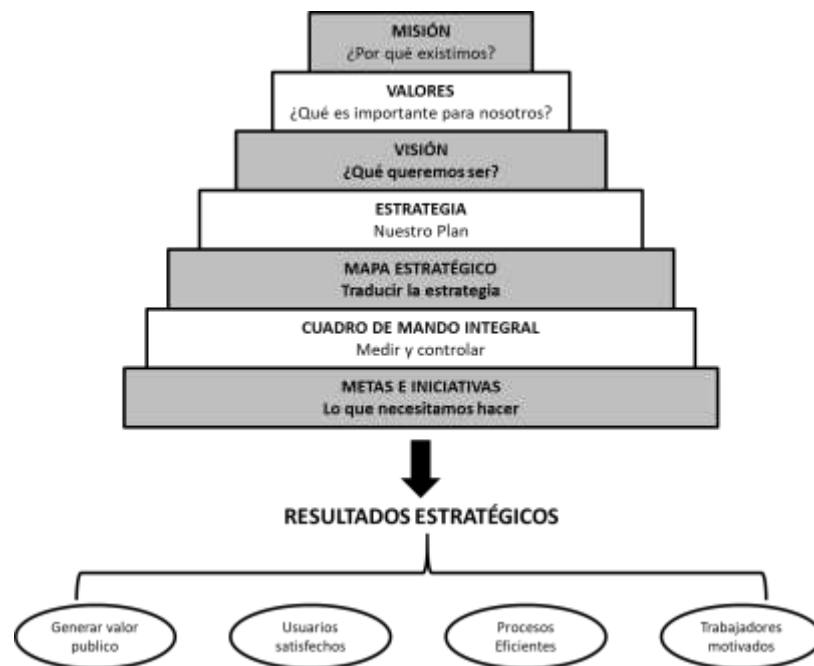 MISIÓN
¿Por qué existimos?
VALORES
¿Qué es importante para nosotros?
VISIÓN
¿Qué queremos ser?
ESTRATEGIA
Nuestro Plan
MAPA ESTRATÉGICO
Traducir la estrategia
CUADRO DE MANDO INTEGRAL
Medir y controlar
METAS E INICIATIVAS
Lo que necesitamos hacer
RESULTADOS ESTRATÉGICOS
Generar valor
publico
Usuarios
satisfechos
Procesos
Eficientes
Trabajadores
motivados